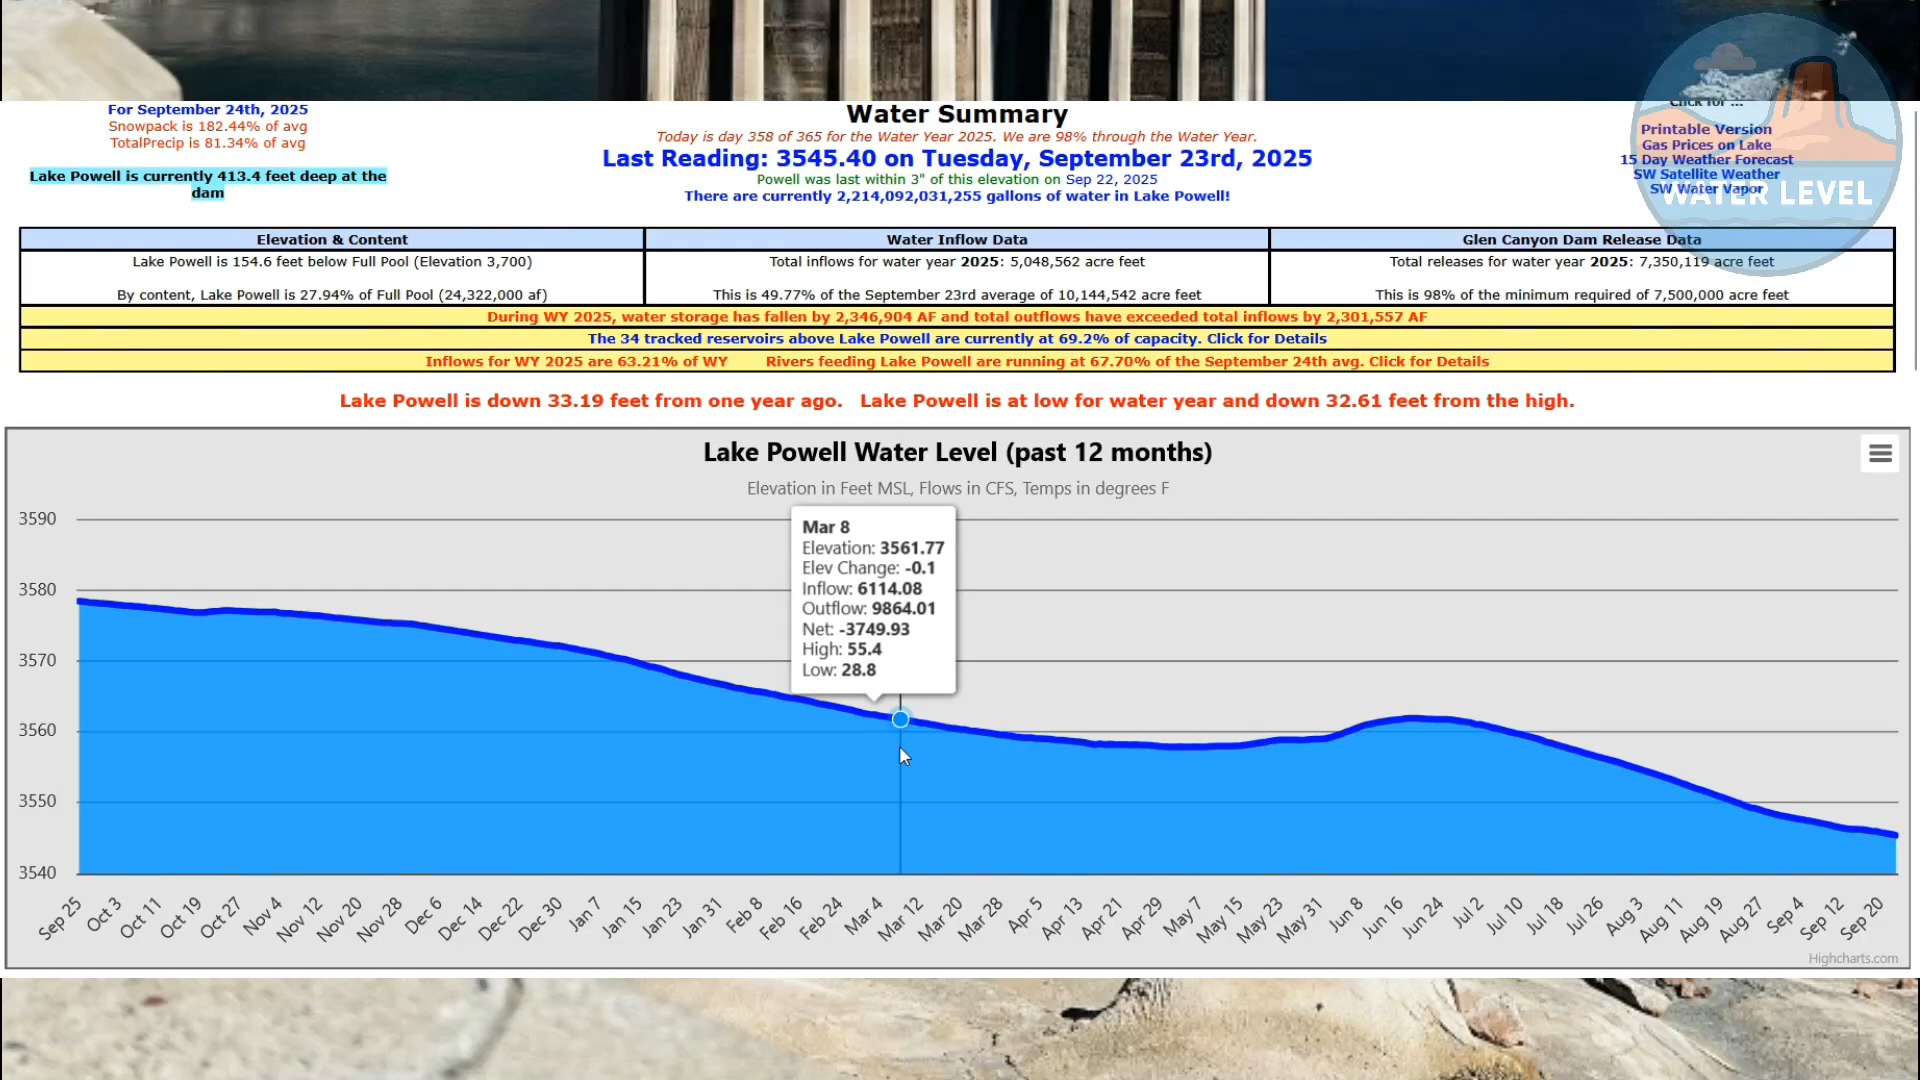 For September 24th, 2025
Snowpack is 182.44% of avg
TotalPrecip is 81.34% of avg
Lake Powell is currently 413.4 feet deep at the
dam
Water Summary
Today is day 358 of 365 for the Water Year 2025. We are 98% through the Water Year.
Last Reading: 3545.40 on Tuesday, September 23rd, 2025
Powell was last within 3" of this elevation on Sep 22, 2025
There are currently 2,214,092,031,255 gallons of water in Lake Powell!
Click for ...
Printable Version
Gas Prices on Lake
15 Day Weather Forecast
SW Satellite Weather
SW Water Vapor
WATER LEVEL
Elevation & Content
Water Inflow Data
Glen Canyon Dam Release Data
Lake Powell is 154.6 feet below Full Pool (Elevation 3,700)
Total inflows for water year 2025: 5,048,562 acre feet
Total releases for water year 2025: 7,350,119 acre feet
By content, Lake Powell is 27.94% of Full Pool (24,322,000 af)
This is 49.77% of the September 23rd average of 10,144,542 acre feet
This is 98% of the minimum required of 7,500,000 acre feet
During WY 2025, water storage has fallen by 2,346,904 AF and total outflows have exceeded total inflows by 2,301,557 AF
The 34 tracked reservoirs above Lake Powell are currently at 69.2% of capacity. Click for Details
Inflows for WY 2025 are 63.21% of WY Rivers feeding Lake Powell are running at 67.70% of the September 24th avg. Click for Details
Lake Powell is down 33.19 feet from one year ago. Lake Powell is at low for water year and down 32.61 feet from the high.
Lake Powell Water Level (past 12 months)
Elevation in Feet MSL, Flows in CFS, Temps in degrees F
3590
3580
3570
3560
3550
3540
Mar 8
Elevation: 3561.77
Elev Change: -0.1
Inflow: 6114.08
Outflow: 9864.01
Net: -3749.93
High: 55.4
Low: 28.8
Sep 25
Oct 3
Oct 11
Oct 19
Oct 27
Nov 4
Nov 12
Nov 20
Nov 28
Dec 6
Dec 14
Dec 22
Dec 30
Jan 7
Jan 15
Jan 23
Jan 31
Feb 8
Feb 16
Feb 24
Mar 4
Mar 12
Mar 20
Mar 28
Apr 5
Apr 13
Apr 21
Apr 29
May 7
May 15
May 23
May 31
Jun 8
Jun 16
Jun 24
Jul 2
Jul 10
Jul 18
Jul 26
Aug 3
Aug 11
Aug 19
Aug 27
Sep 4
Sep 12
Sep 20
Highcharts.com